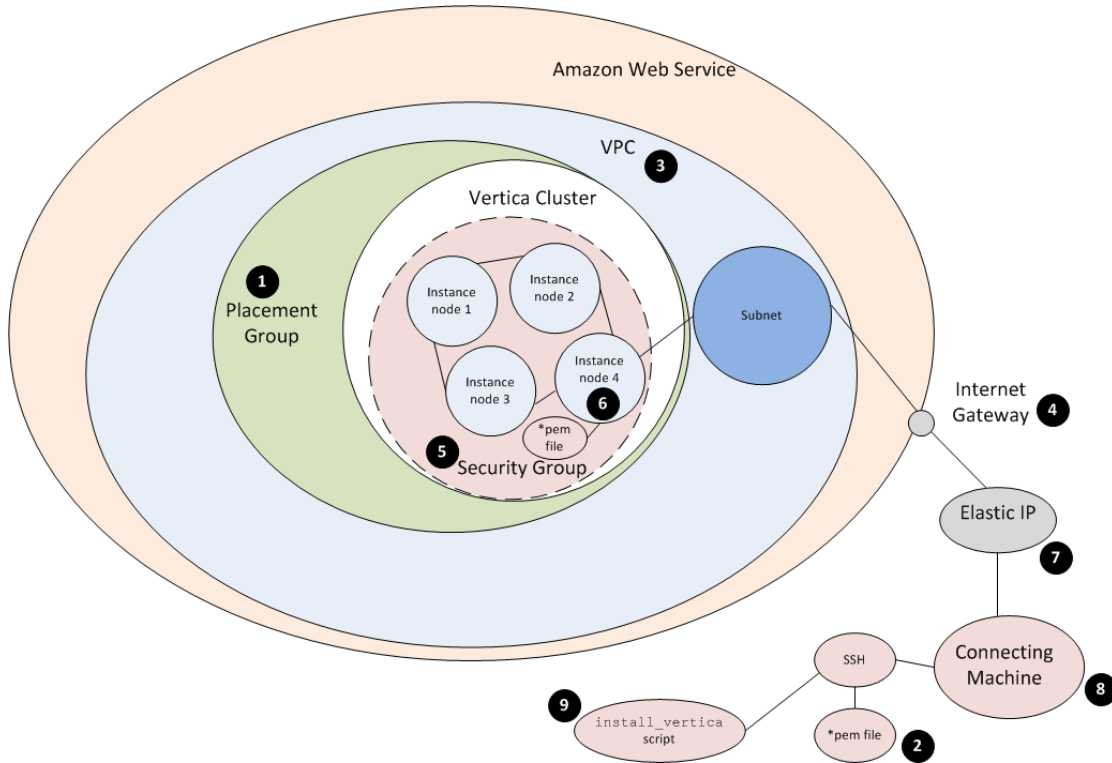 Amazon Web Service
VPC
3
Vertica Cluster
1
Placement
Group
Instance
node 1
Instance
node 2
Instance
node 3
Instance
node 4
6
*pem
file
5
Security Group
Subnet
Internet
Gateway
4
Elastic IP
7
Connecting
Machine
8
SSH
9
install_vertica
script
*pem file
2